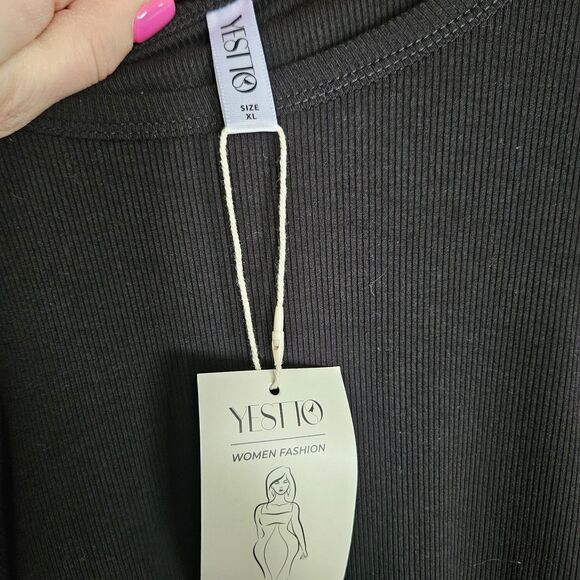 YESTTO
SIZE
XL
YESTTO
WOMEN FASHION